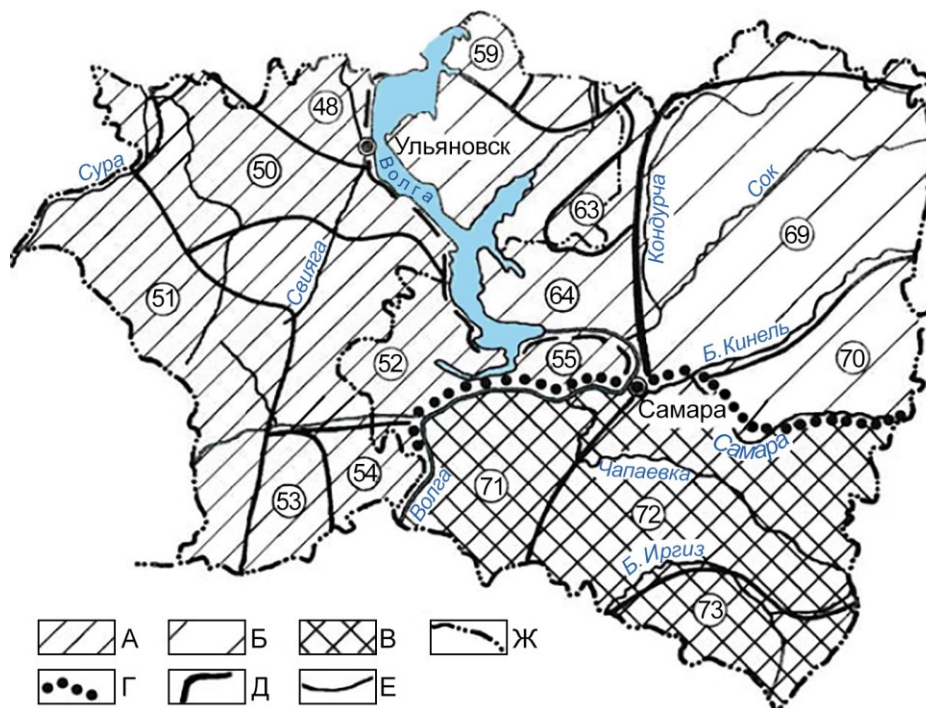 59
48
Сура
Ульяновск
50
Волга
Сок
Кондурча
63
69
Свияга
51
64
Б. Кинель
52
55
70
Самара
Самара
54
Волга
71
Чапаевка
53
72
Б. Иргиз
73
А
Б
В
Ж
Г
Д
Е